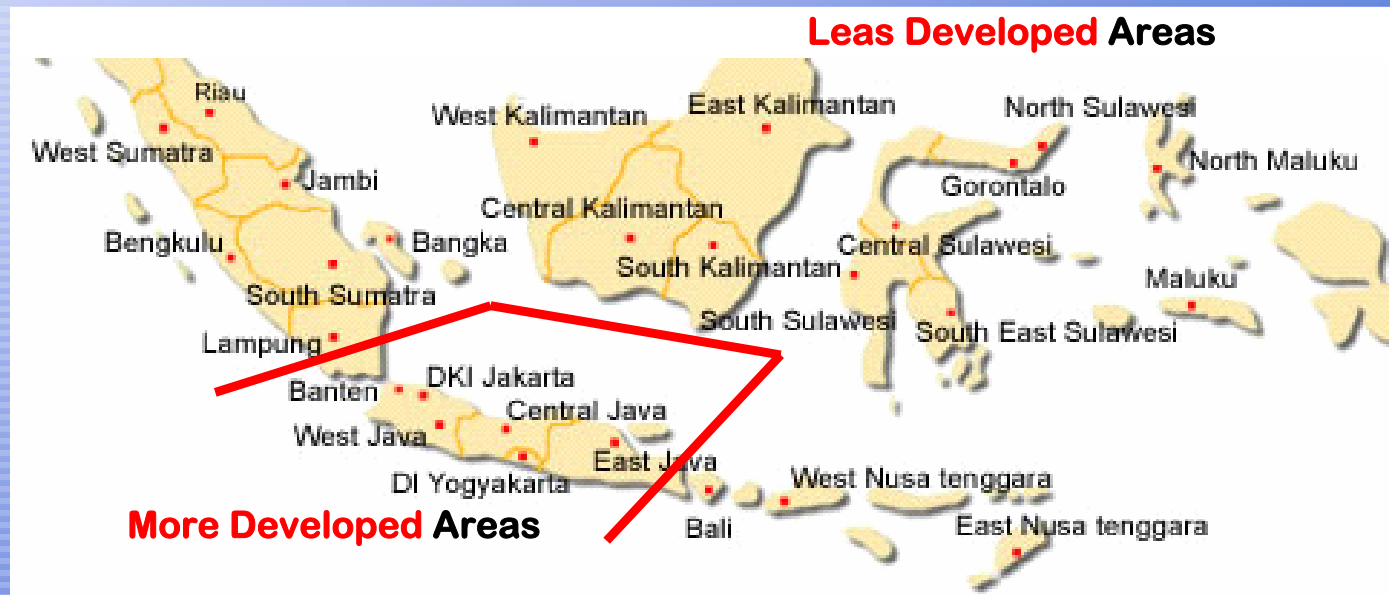 Leas Developed Areas
Riau
West Kalimantan
East Kalimantan
North Sulawesi
West Sumatra
North Maluku
Jambi
Gorontalo
Central Kalimantan
Bengkulu
Bangka
Central Sulawesi
South Kalimantan
Maluku
South Sumatra
South Sulawesi
South East Sulawesi
Lampung
Banten
DKI Jakarta
Central Java
West Java
East Java
DI Yogyakarta
West Nusa tenggara
More Developed Areas
Bali
East Nusa tenggara